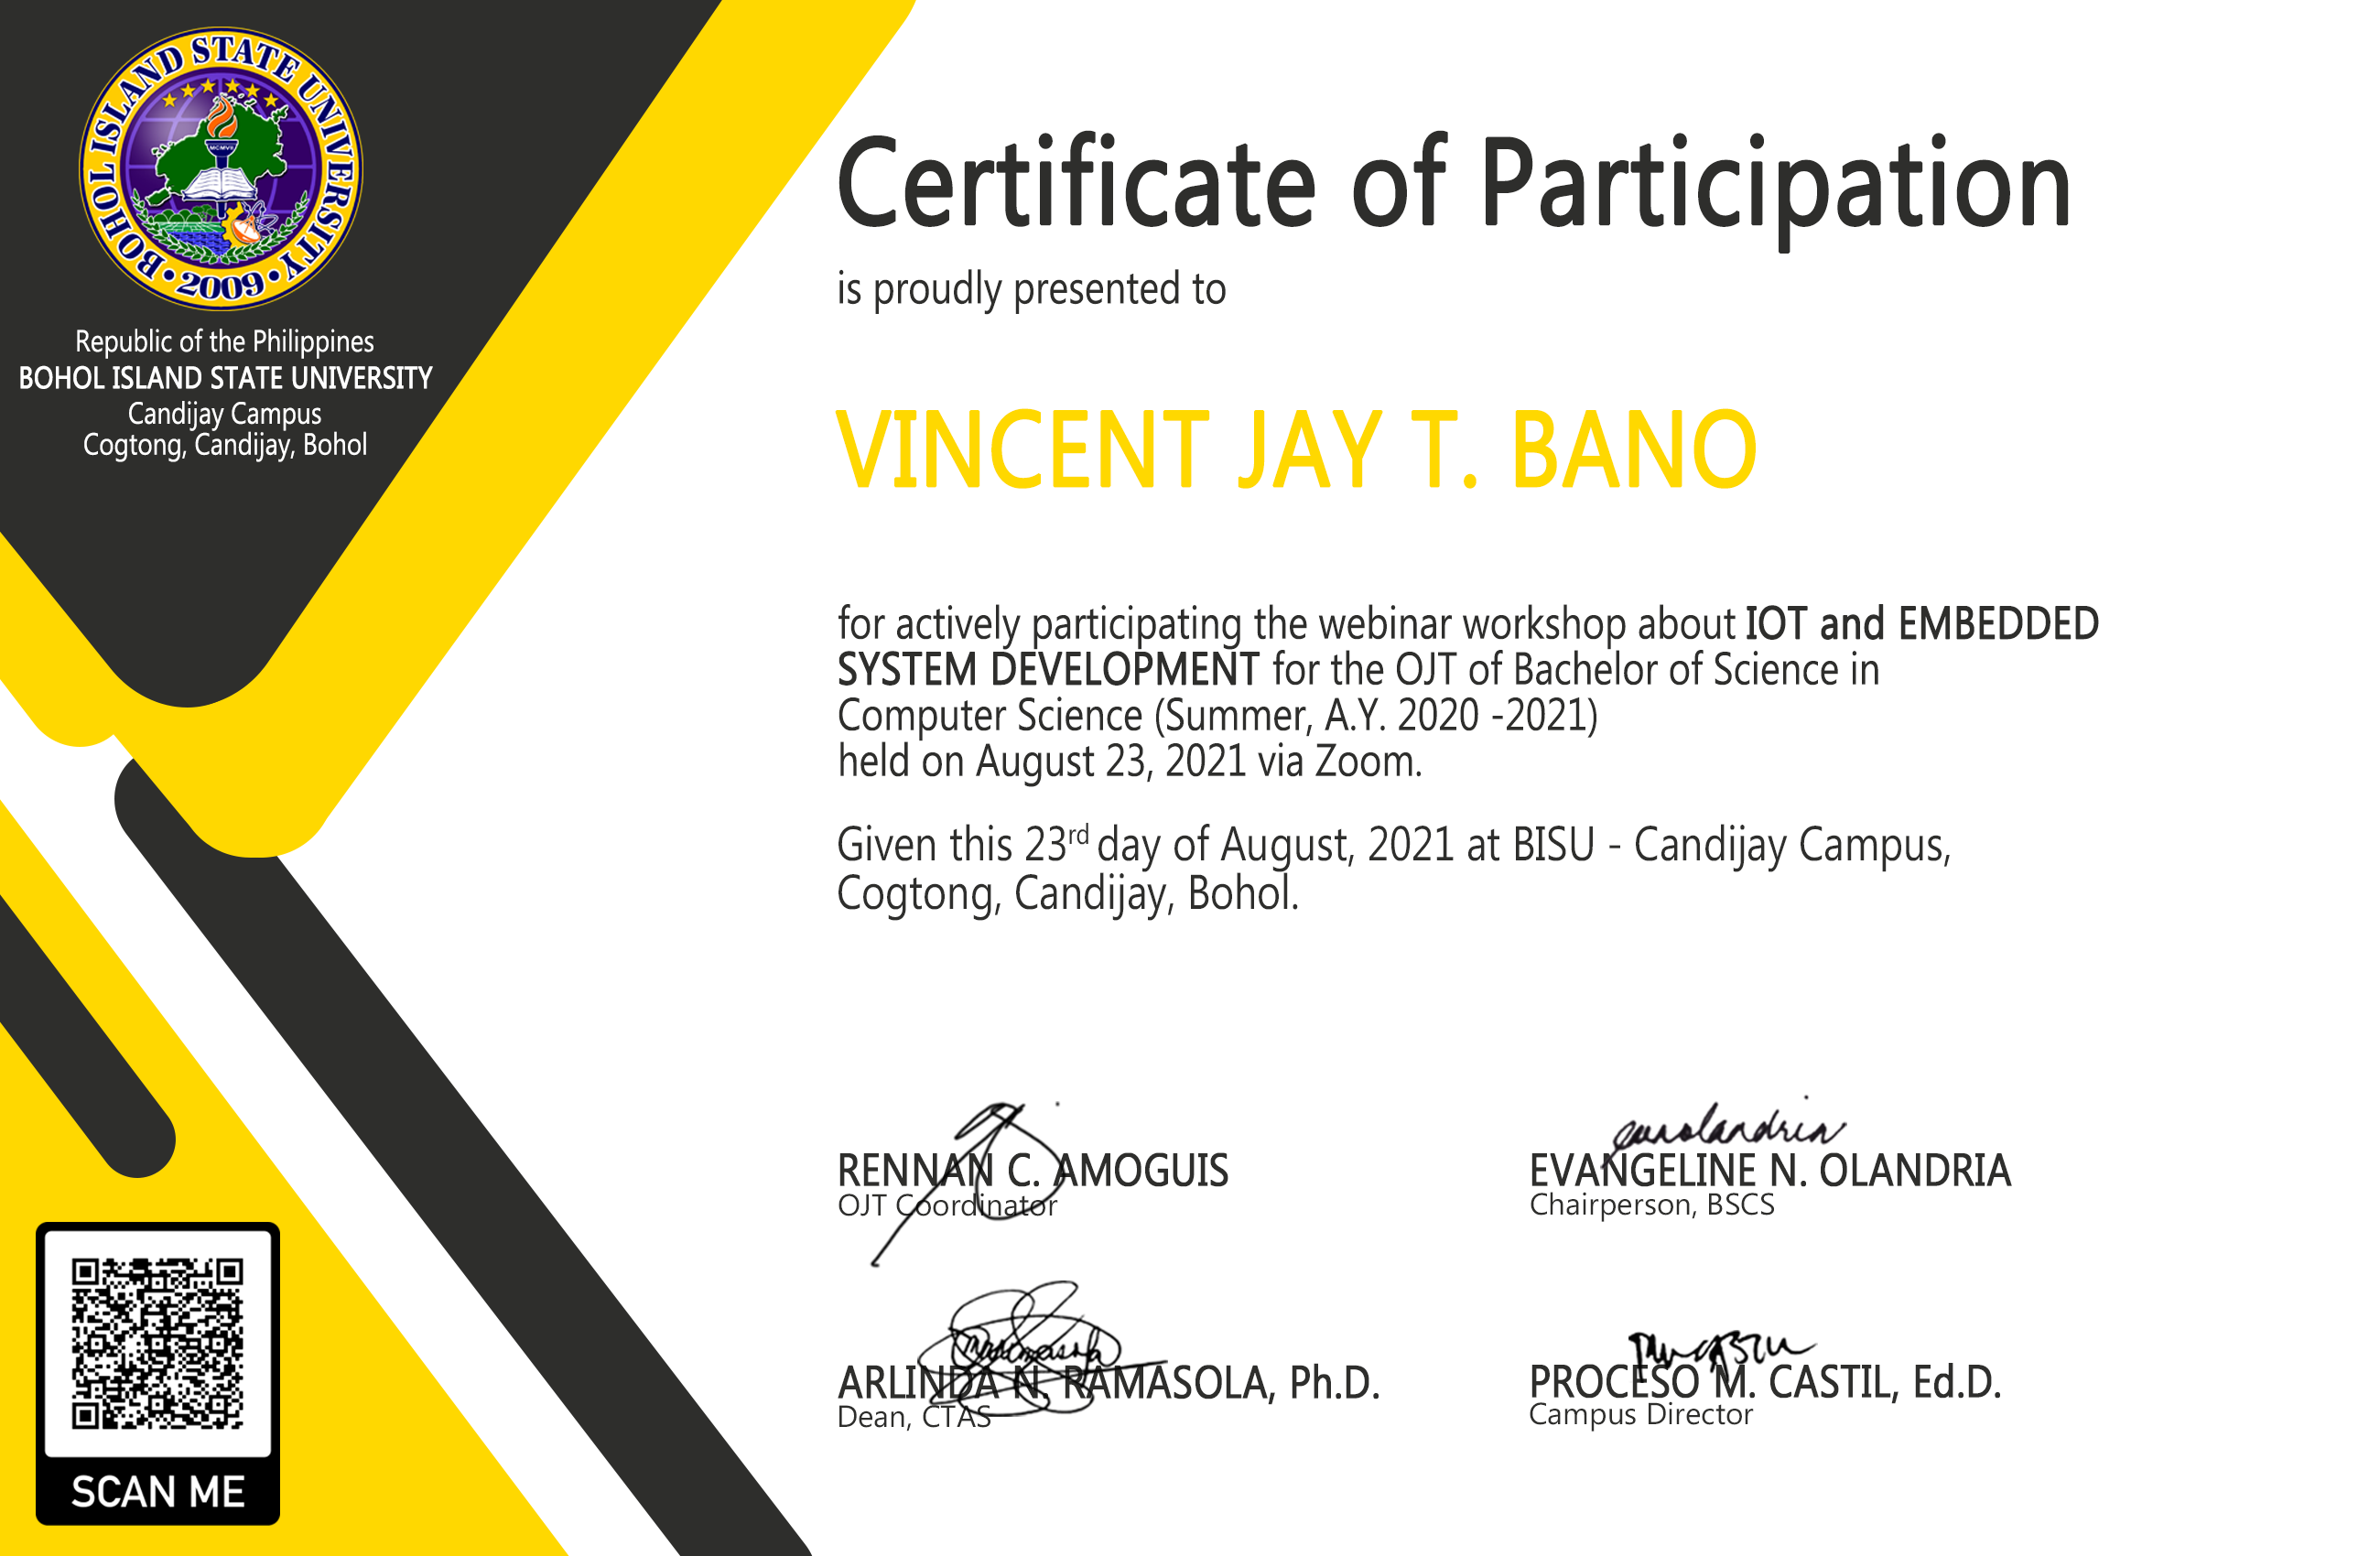 BOHOL ISLAND STATE UNIVERSITY
MCMVII
2009
Republic of the Philippines
BOHOL ISLAND STATE UNIVERSITY
Candijay Campus
Cogtong, Candijay, Bohol
Certificate of Participation
is proudly presented to
VINCENT JAY T. BANO
for actively participating the webinar workshop about IOT and EMBEDDED
SYSTEM DEVELOPMENT for the OJT of Bachelor of Science in
Computer Science (Summer, A.Y. 2020 -2021)
held on August 23, 2021 via Zoom.
Given this 23rd day of August, 2021 at BISU - Candijay Campus,
Cogtong, Candijay, Bohol.
RENNAN C. AMOGUIS
OJT Coordinator
EVANGELINE N. OLANDRIA
Chairperson, BSCS
ARLINDA N. RAMASOLA, Ph.D.
Dean, CTAS
PROCESO M. CASTIL, Ed.D.
Campus Director
SCAN ME